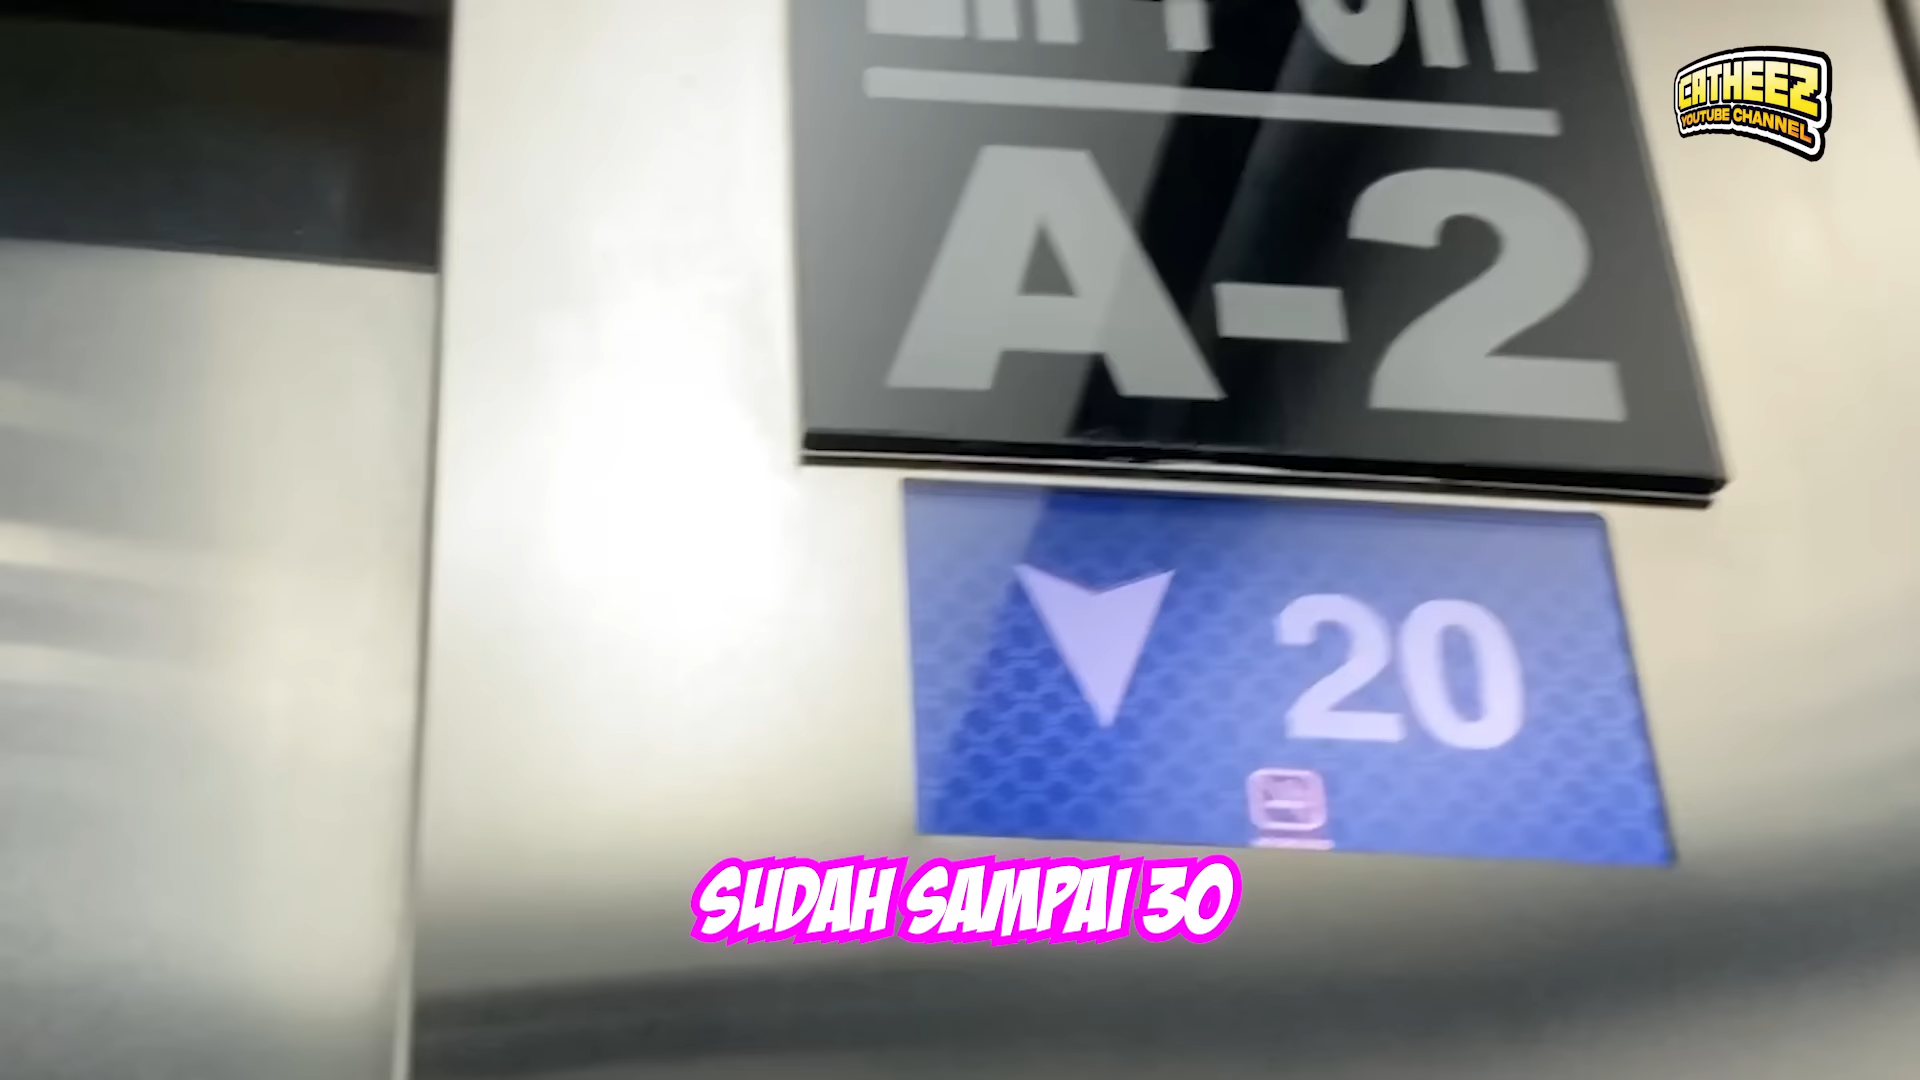 CATHEEZ
YOUTUBE CHANNEL
A-2
20
SUDAH SAMPAI 30